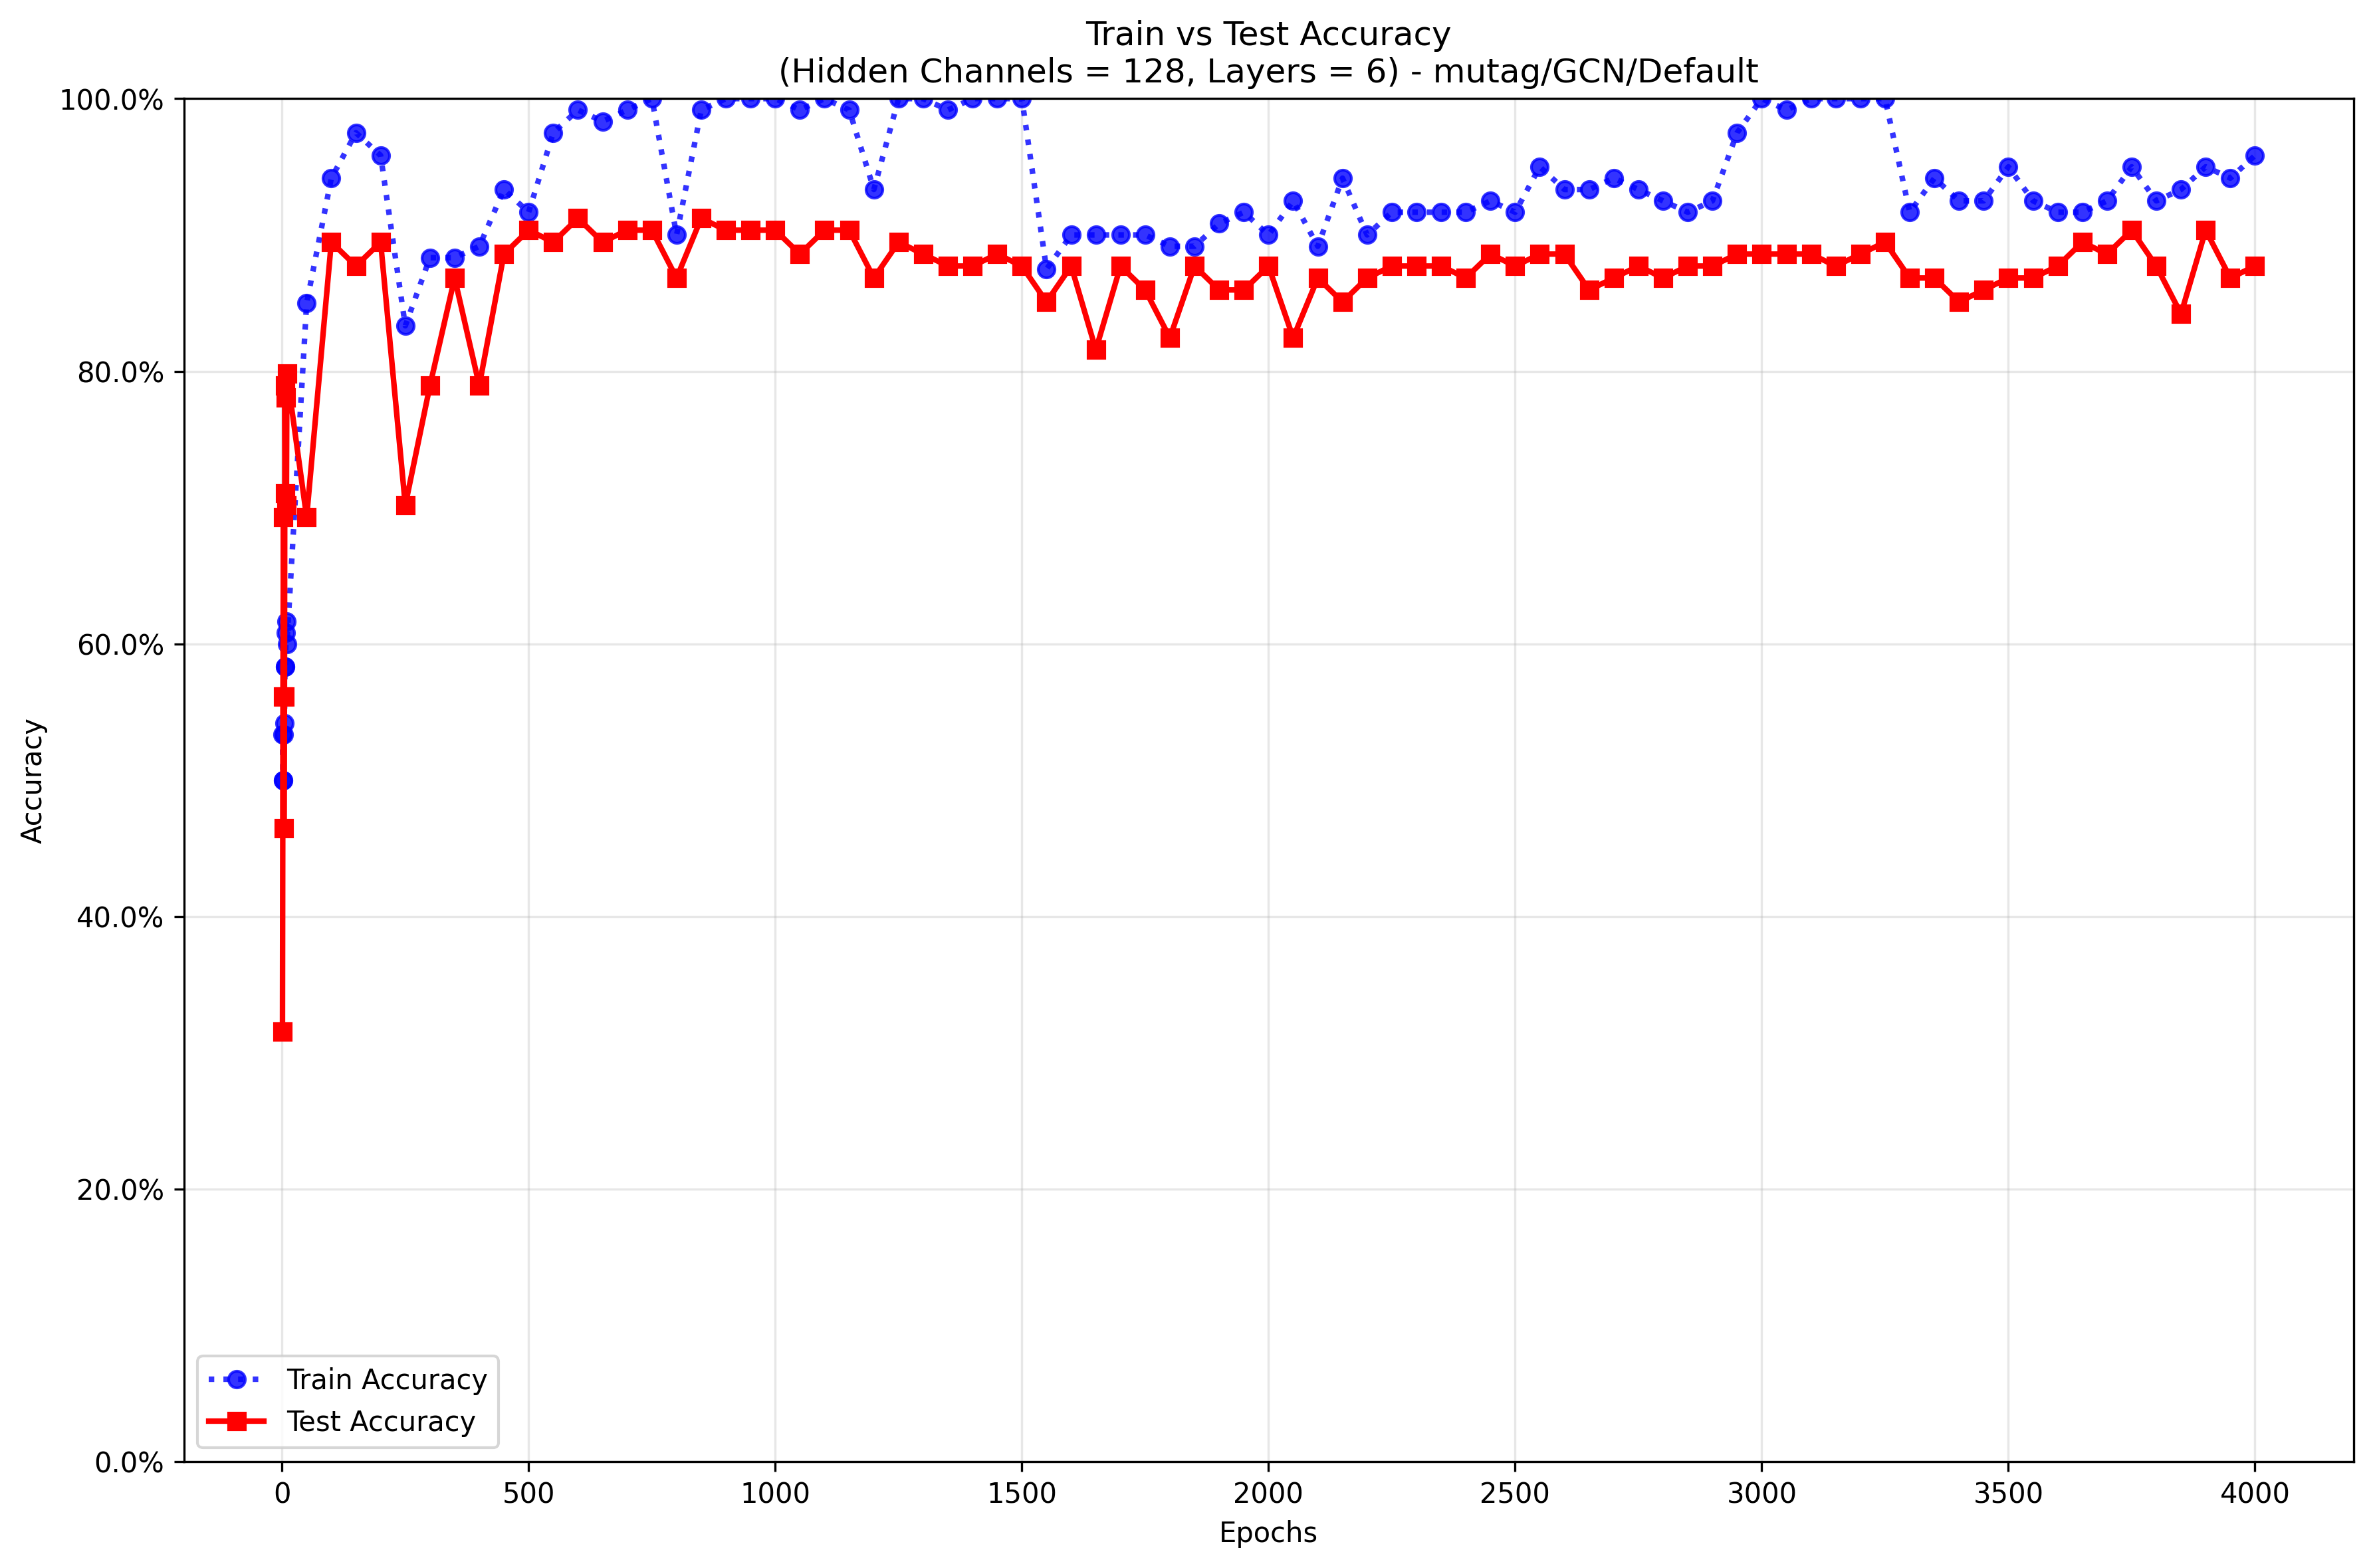 Train vs Test Accuracy
(Hidden Channels = 128, Layers = 6) - mutag/GCN/Default
100.0%
80.0%
60.0%
40.0%
20.0%
0.0%
Accuracy
Train Accuracy
Test Accuracy
0 500 1000 1500 2000 2500 3000 3500 4000
Epochs